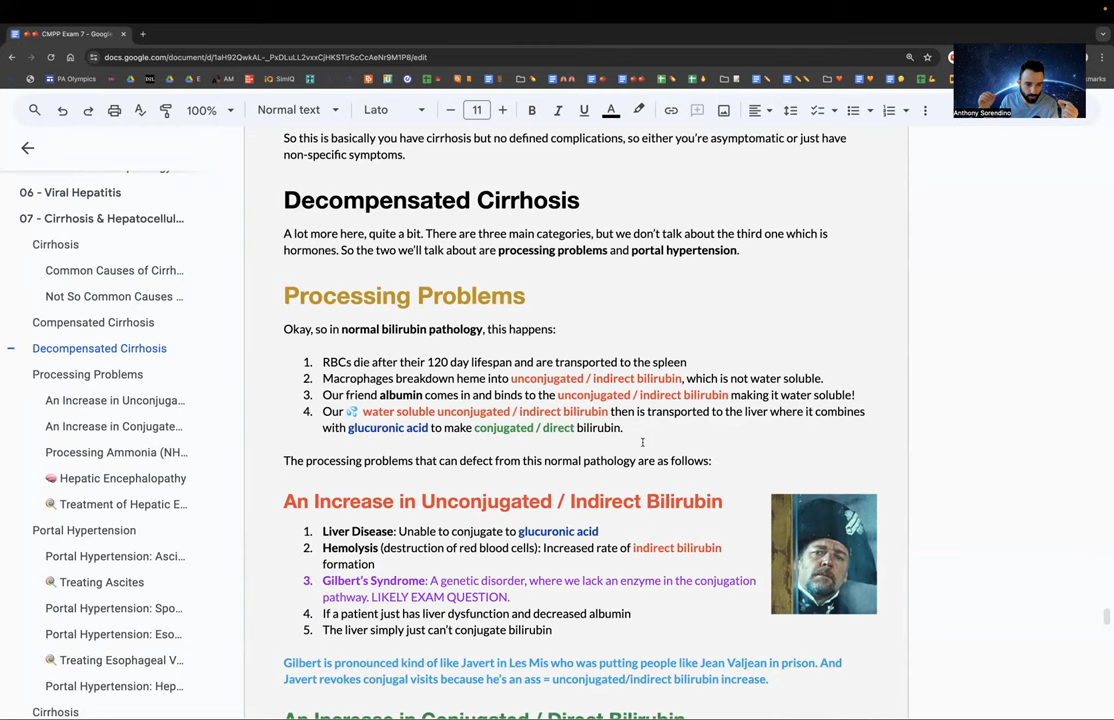 CMPP Exam 7 - Google
docs.google.com/document/d/1aH92QwkAL-_PxDLuLL2vxxCjHKSTirScCcAeNr9M1P8/edit
PA Olympics
DXL
E
AM
IQ SimIQ
100%
Normal text
Lato
11
Anthony Sorendino
06 - Viral Hepatitis
07 - Cirrhosis & Hepatocellul...
Cirrhosis
Common Causes of Cirrh...
Not So Common Causes ...
Compensated Cirrhosis
Decompensated Cirrhosis
Processing Problems
An Increase in Unconjuga...
An Increase in Conjugate...
Processing Ammonia (NH...
🧠 Hepatic Encephalopathy
🔍 Treatment of Hepatic E...
Portal Hypertension
Portal Hypertension: Asci...
🔍 Treating Ascites
Portal Hypertension: Spo...
Portal Hypertension: Eso...
🔍 Treating Esophageal V...
Portal Hypertension: Hep...
Cirrhosis
So this is basically you have cirrhosis but no defined complications, so either you're asymptomatic or just have
non-specific symptoms.
Decompensated Cirrhosis
A lot more here, quite a bit. There are three main categories, but we don't talk about the third one which is
hormones. So the two we'll talk about are processing problems and portal hypertension.
Processing Problems
Okay, so in normal bilirubin pathology, this happens:
1. RBCs die after their 120 day lifespan and are transported to the spleen
2. Macrophages breakdown heme into unconjugated / indirect bilirubin, which is not water soluble.
3. Our friend albumin comes in and binds to the unconjugated / indirect bilirubin making it water soluble!
4. Our 💦 water soluble unconjugated / indirect bilirubin then is transported to the liver where it combines
with glucuronic acid to make conjugated / direct bilirubin.
The processing problems that can defect from this normal pathology are as follows:
An Increase in Unconjugated / Indirect Bilirubin
1. Liver Disease: Unable to conjugate to glucuronic acid
2. Hemolysis (destruction of red blood cells): Increased rate of indirect bilirubin
formation
3. Gilbert's Syndrome: A genetic disorder, where we lack an enzyme in the conjugation
pathway. LIKELY EXAM QUESTION.
4. If a patient just has liver dysfunction and decreased albumin
5. The liver simply just can't conjugate bilirubin
Gilbert is pronounced kind of like Javert in Les Mis who was putting people like Jean Valjean in prison. And
Javert revokes conjugal visits because he's an ass = unconjugated/indirect bilirubin increase.
An Increase in Conjugated / Direct Bilirubin